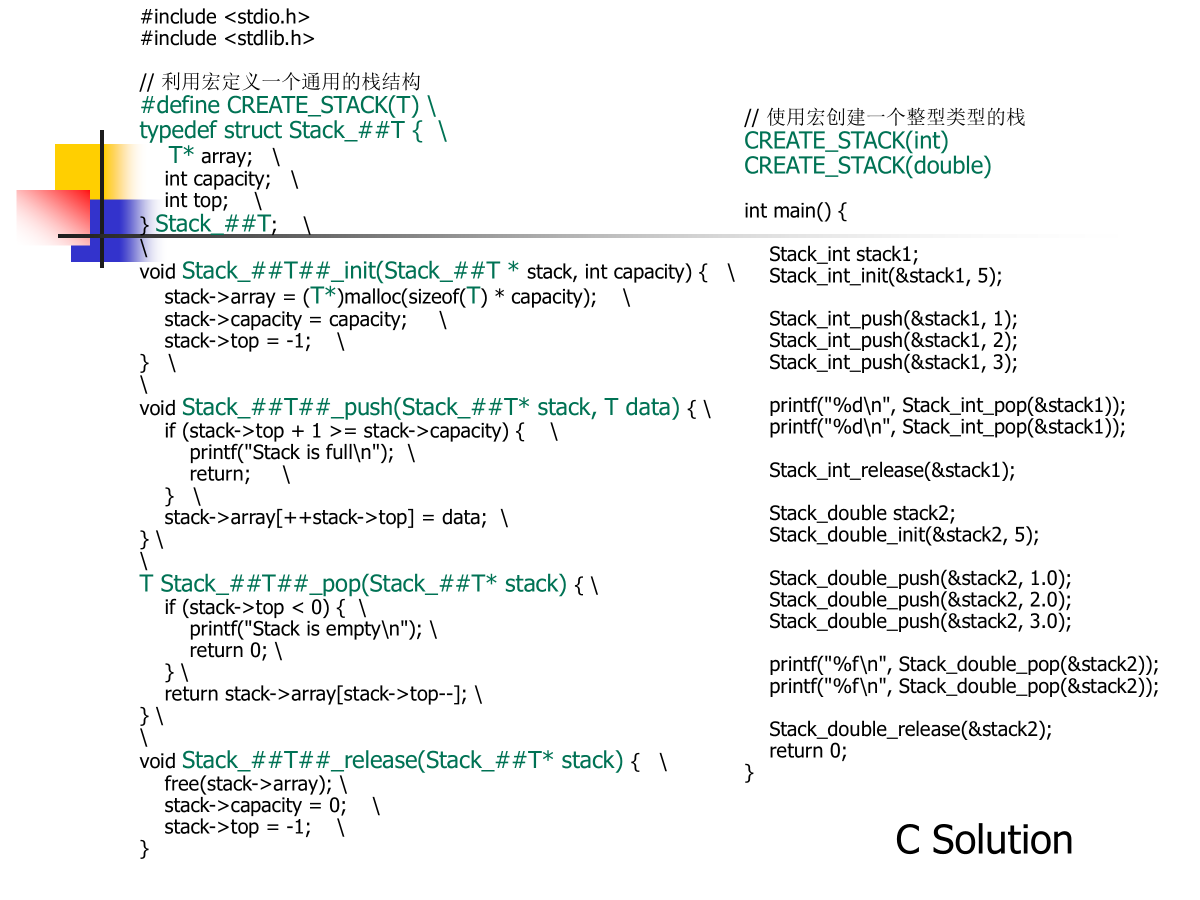 #include <stdio.h>
#include <stdlib.h>

// 利用宏定义一个通用的栈结构
#define CREATE_STACK(T) \
typedef struct Stack_##T {  \
    T* array;   \
    int capacity;   \
    int top;    \
} Stack_##T;    \
\
void Stack_##T##_init(Stack_##T * stack, int capacity) {   \
    stack->array = (T*)malloc(sizeof(T) * capacity);    \
    stack->capacity = capacity;     \
    stack->top = -1;    \
}   \
\
void Stack_##T##_push(Stack_##T* stack, T data) { \
    if (stack->top + 1 >= stack->capacity) {    \
        printf("Stack is full\n");  \
        return;     \
    }   \
    stack->array[++stack->top] = data;  \
} \
\
T Stack_##T##_pop(Stack_##T* stack) { \
    if (stack->top < 0) {  \
        printf("Stack is empty\n"); \
        return 0; \
    } \
    return stack->array[stack->top--]; \
} \
\
void Stack_##T##_release(Stack_##T* stack) {   \
    free(stack->array); \
    stack->capacity = 0;    \
    stack->top = -1;    \
}

// 使用宏创建一个整型类型的栈
CREATE_STACK(int)
CREATE_STACK(double)

int main() {

    Stack_int stack1;
    Stack_int_init(&stack1, 5);

    Stack_int_push(&stack1, 1);
    Stack_int_push(&stack1, 2);
    Stack_int_push(&stack1, 3);

    printf("%d\n", Stack_int_pop(&stack1));
    printf("%d\n", Stack_int_pop(&stack1));

    Stack_int_release(&stack1);

    Stack_double stack2;
    Stack_double_init(&stack2, 5);

    Stack_double_push(&stack2, 1.0);
    Stack_double_push(&stack2, 2.0);
    Stack_double_push(&stack2, 3.0);

    printf("%f\n", Stack_double_pop(&stack2));
    printf("%f\n", Stack_double_pop(&stack2));

    Stack_double_release(&stack2);
    return 0;
}

C Solution